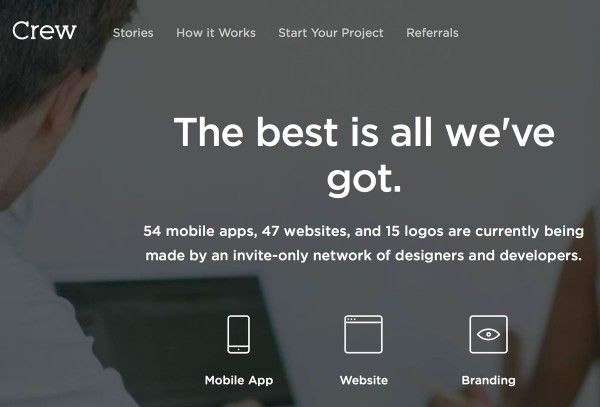 Crew
Stories How it Works Start Your Project Referrals
The best is all we've
got.
54 mobile apps, 47 websites, and 15 logos are currently being
made by an invite-only network of designers and developers.
Mobile App Website Branding